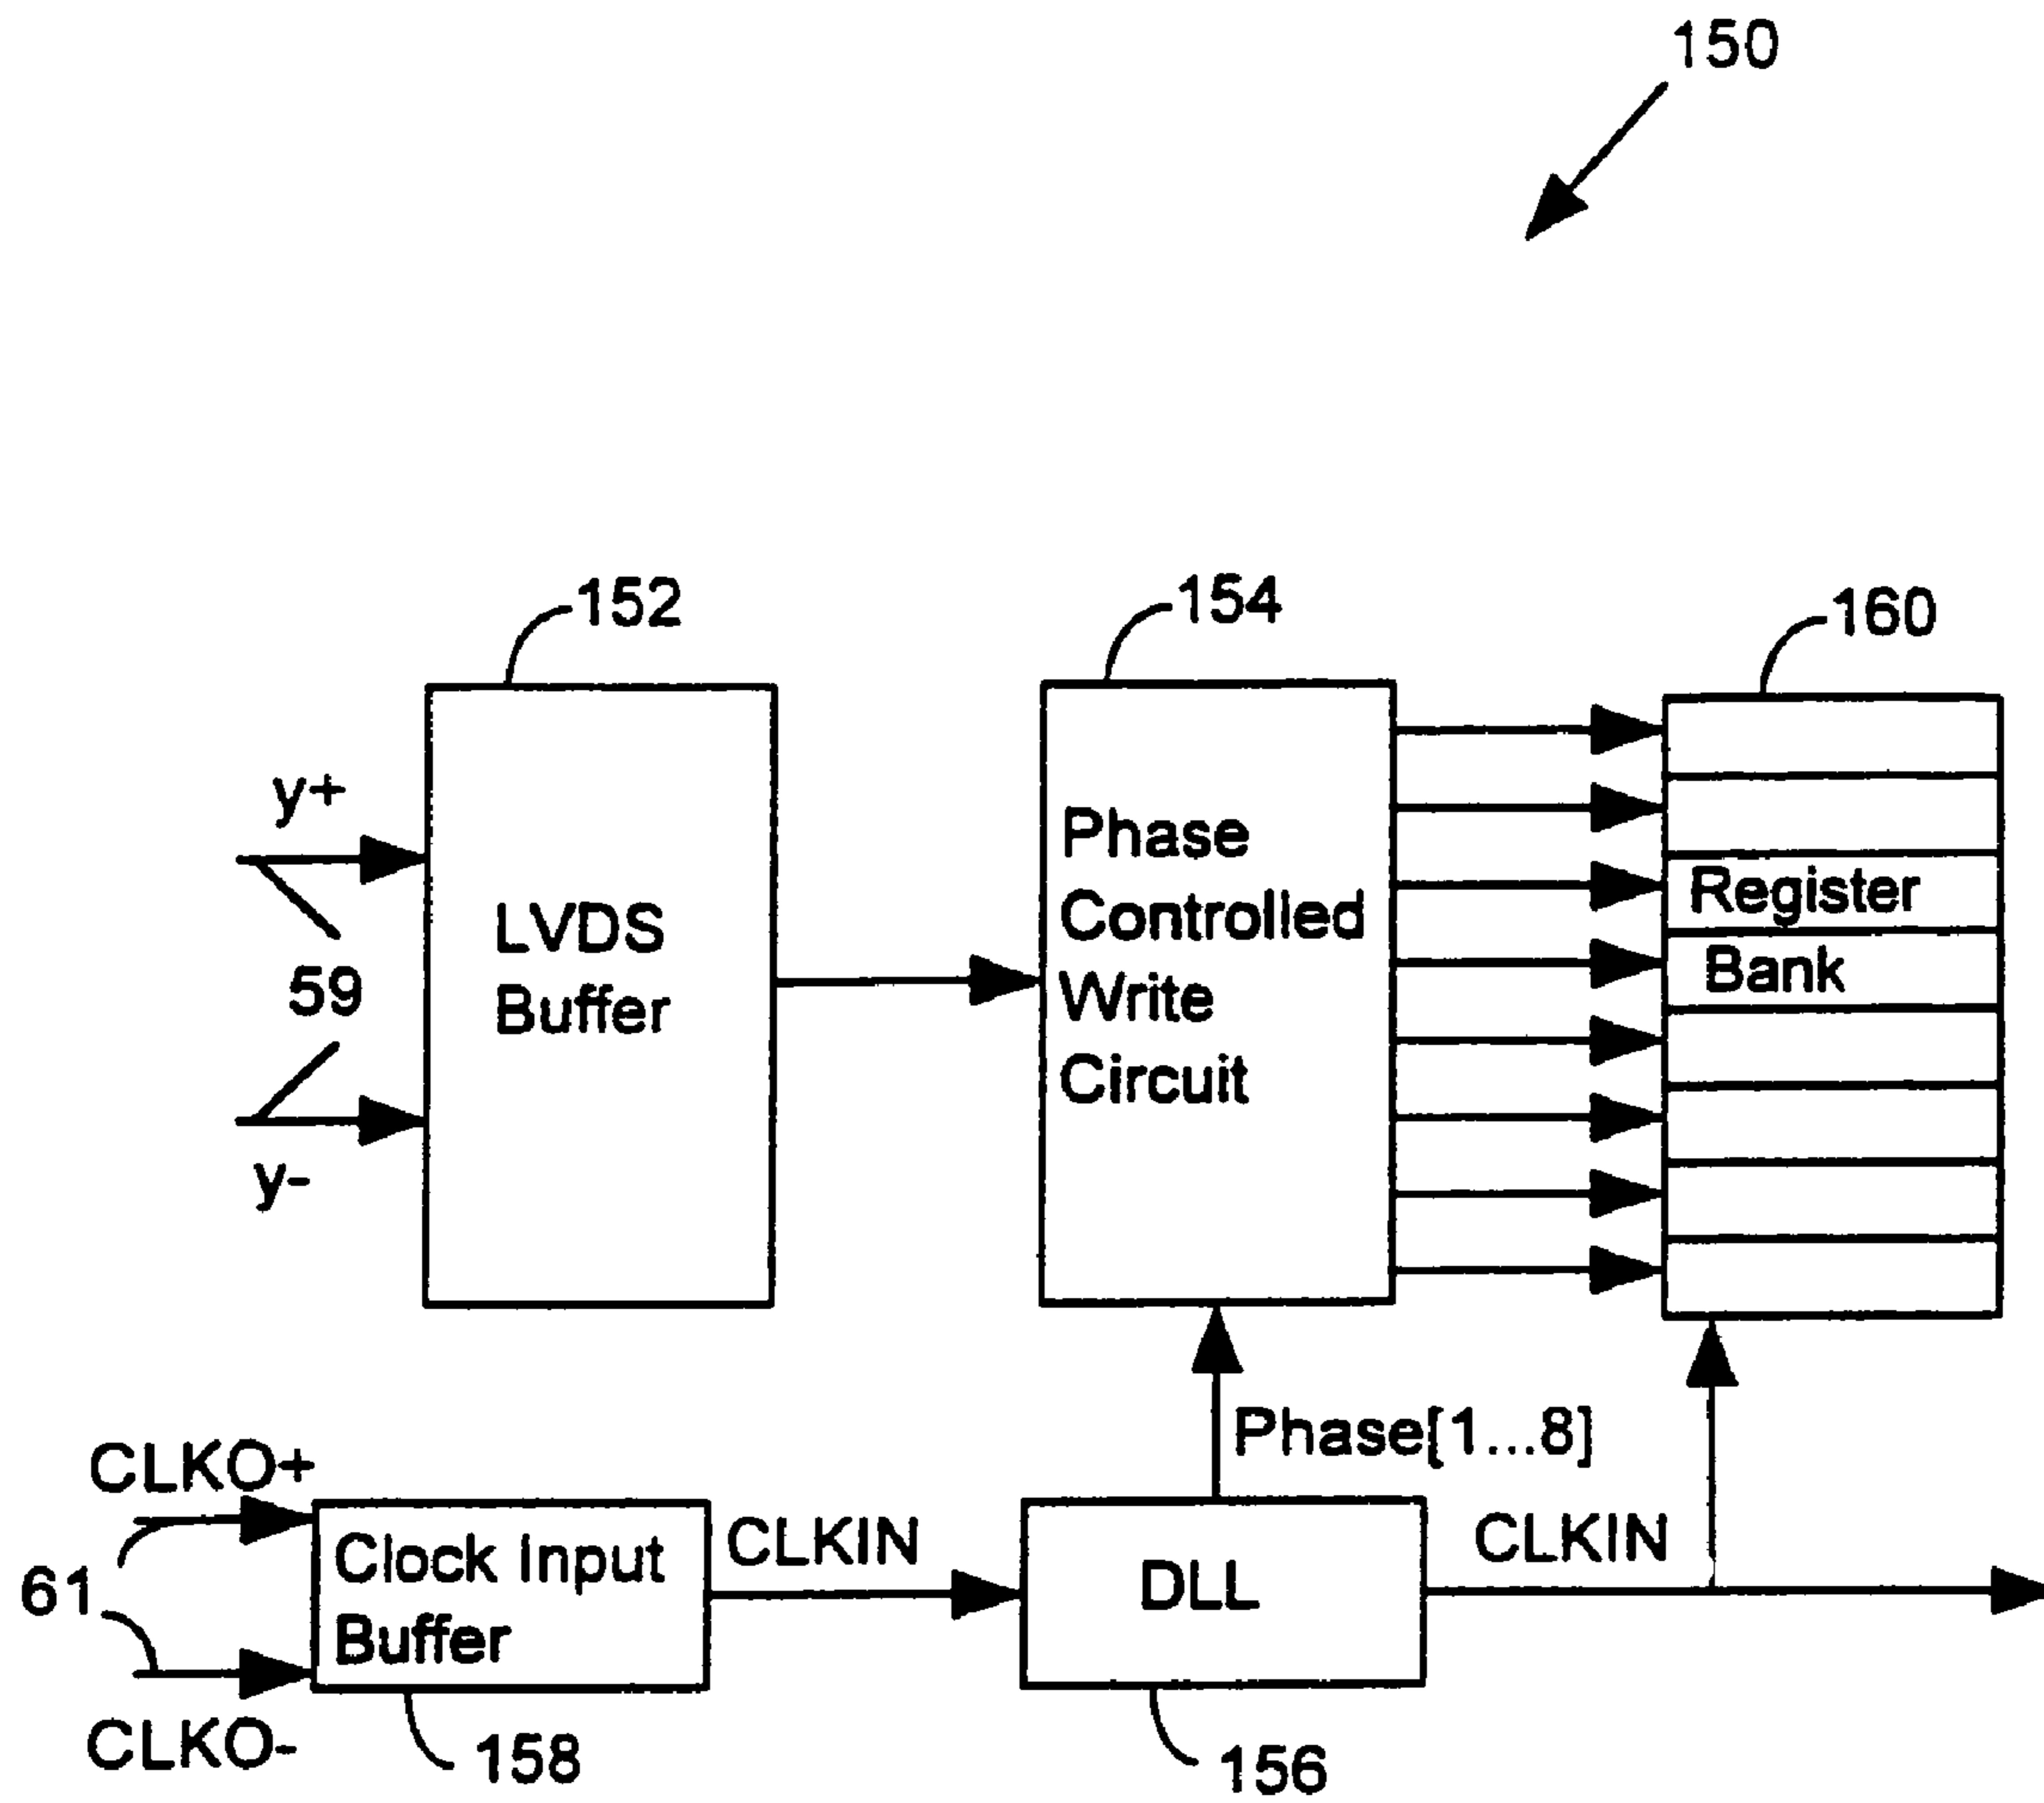 150
152
154
160
y+
59
y-
LVDS
Buffer
Phase
Controlled
Write
Circuit
Register
Bank
Phase[1...8]
CLKO+
61
CLKO-
Clock Input
Buffer
CLKIN
DLL
CLKIN
158
156